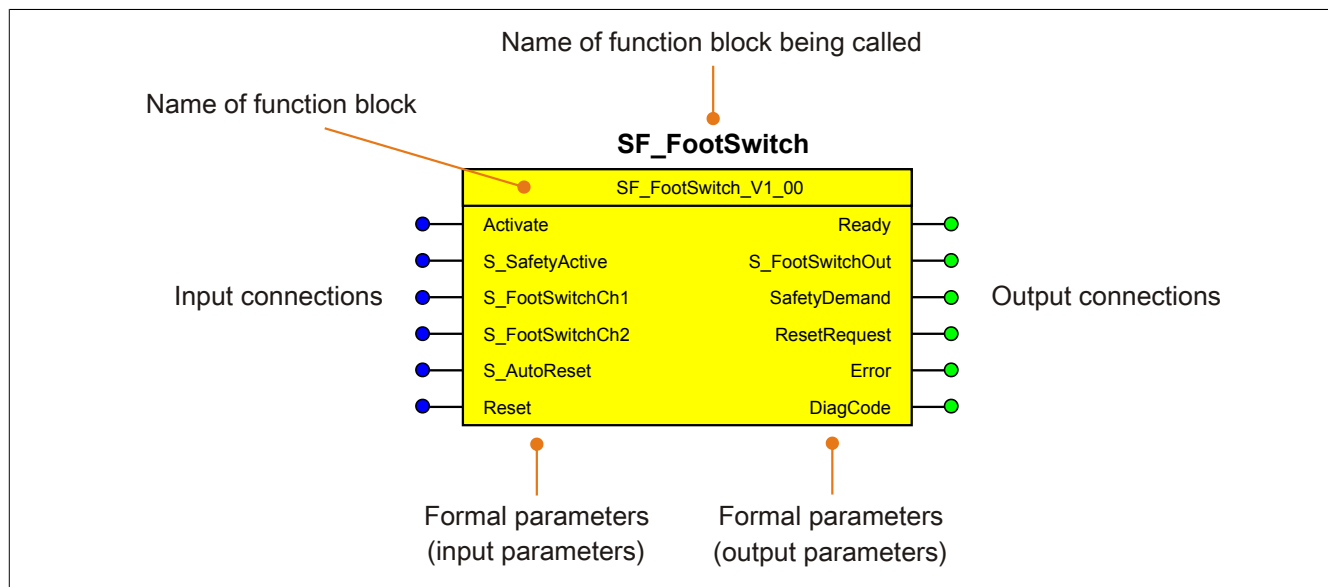 Name of function block being called
Name of function block
SF_FootSwitch
SF_FootSwitch_V1_00
Activate
Ready
S_SafetyActive
S_FootSwitchOut
Input connections
S_FootSwitchCh1
SafetyDemand
Output connections
S_FootSwitchCh2
ResetRequest
S_AutoReset
Error
Reset
DiagCode
Formal parameters
(input parameters)
Formal parameters
(output parameters)